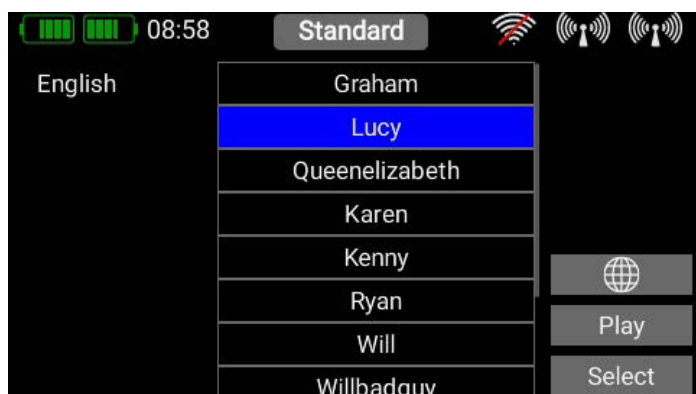 08:58 Standard
English
Graham
Lucy
Queenelizabeth
Karen
Kenny
Ryan
Play
Will
Select
Willbadguy